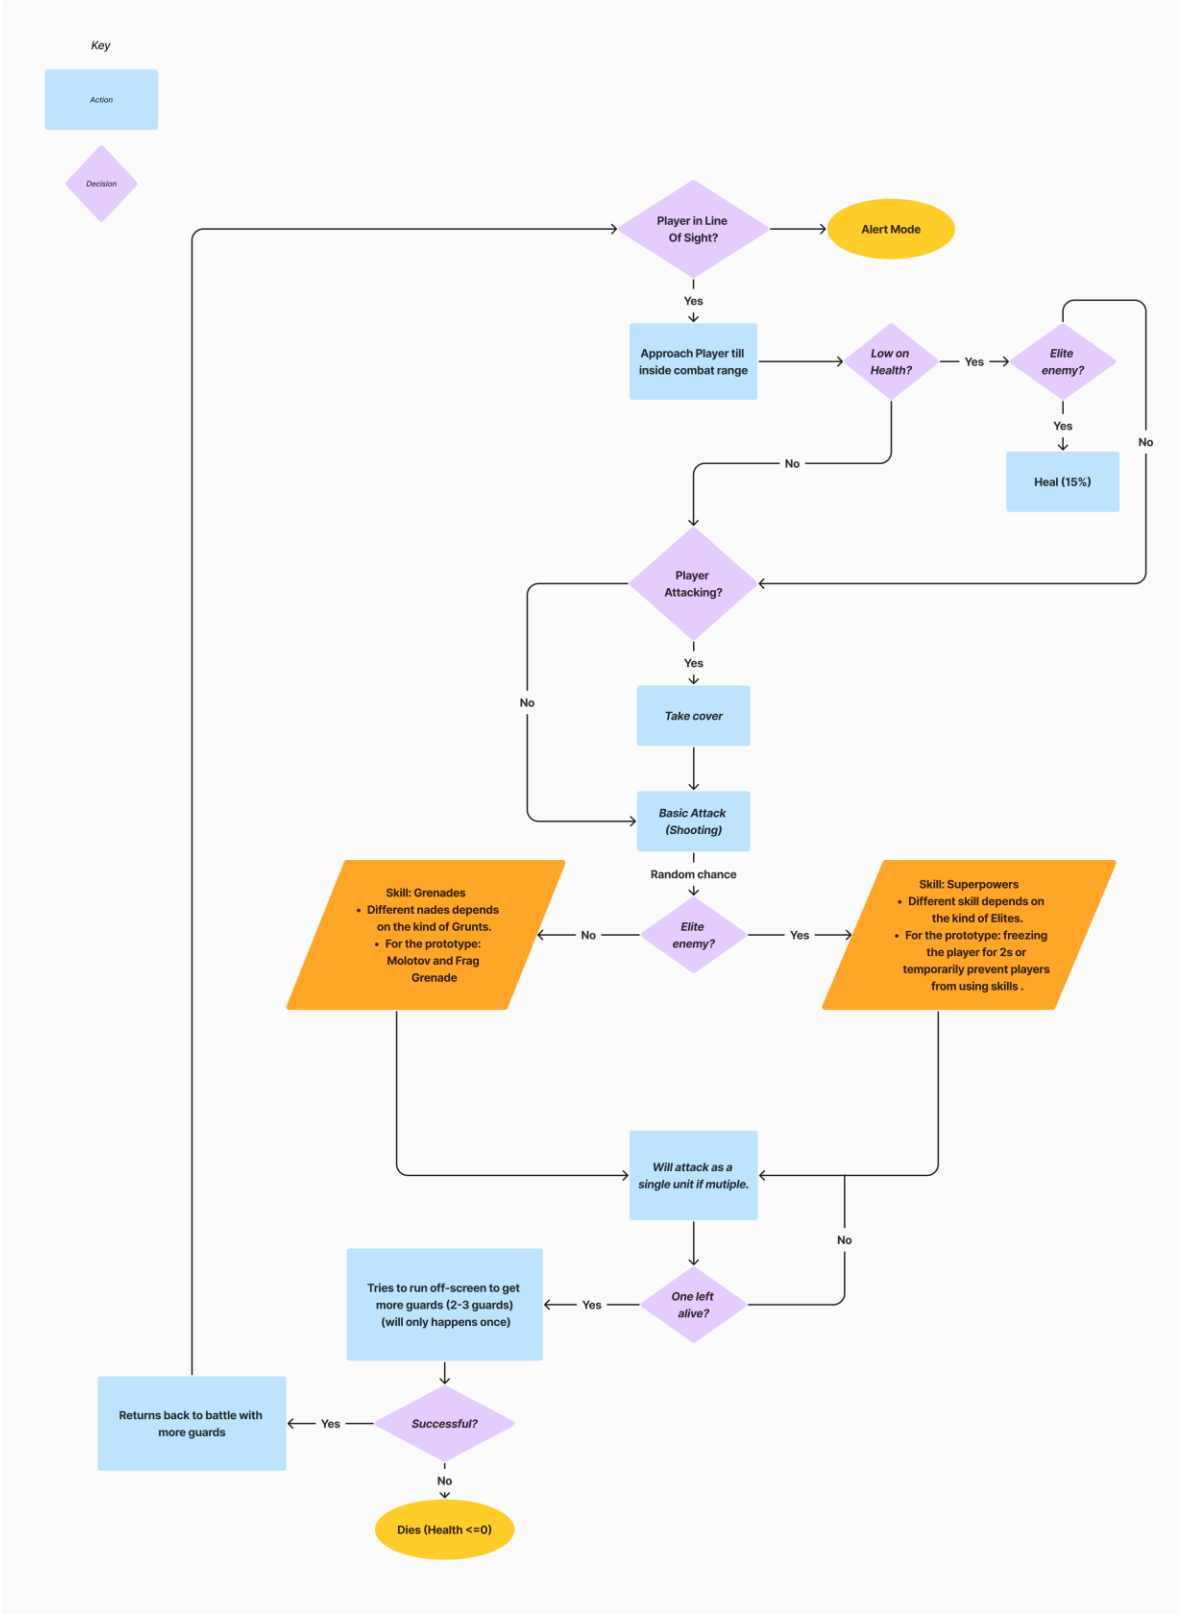 Key
Action
Decision
Player in Line
Of Sight?
Alert Mode
Yes
Approach Player till
inside combat range
Low on
Health?
Yes
Elite
enemy?
Yes
No
Heal (15%)
No
Player
Attacking?
Yes
No
Take cover
Basic Attack
(Shooting)
Random chance
Skill: Grenades
• Different nades depends
on the kind of Grunts.
• For the prototype:
Molotov and Frag
Grenade
No
Elite
enemy?
Yes
Skill: Superpowers
• Different skill depends on
the kind of Elites.
• For the prototype: freezing
the player for 2s or
temporarily prevent players
from using skills .
Will attack as a
single unit if mutiple.
No
One left
alive?
Yes
Tries to run off-screen to get
more guards (2-3 guards)
(will only happens once)
Successful?
Yes
Returns back to battle with
more guards
No
Dies (Health <=0)